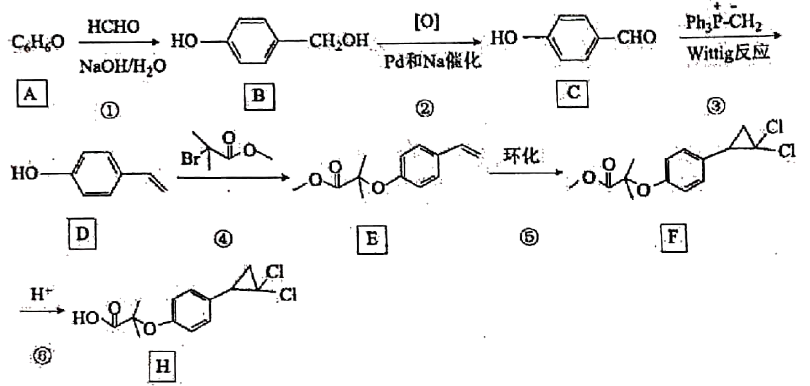 C₆H₆O HCHO NaOH/H₂O HO CH₂OH [O] Pd和Na催化 HO CHO Ph₃P⁺—CH₂⁻ Wittig反应
A ① B ② C ③
HO Br O O O O O 环化 O O O Cl Cl
D ④ E ⑤ F
H⁺ HO O O Cl Cl
⑥ H